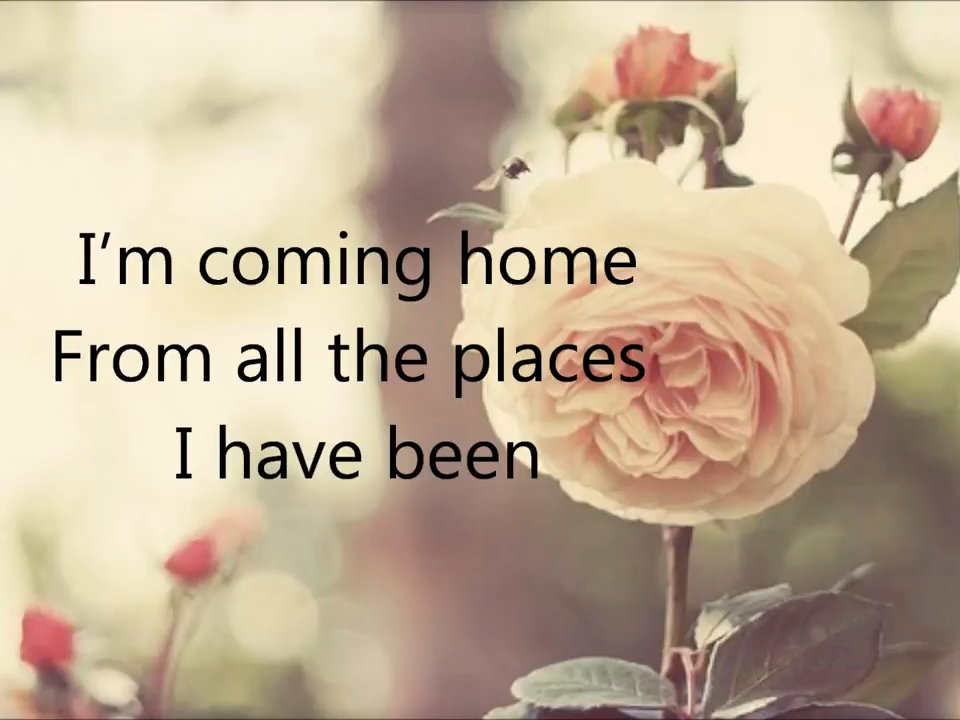 I’m coming home
From all the places
I have been